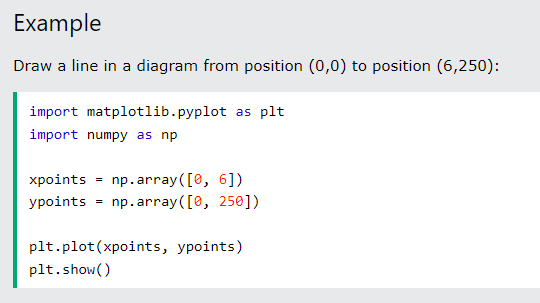 Example
Draw a line in a diagram from position (0,0) to position (6,250):
import matplotlib.pyplot as plt
import numpy as np
xpoints = np.array([0, 6])
ypoints = np.array([0, 250])
plt.plot(xpoints, ypoints)
plt.show()